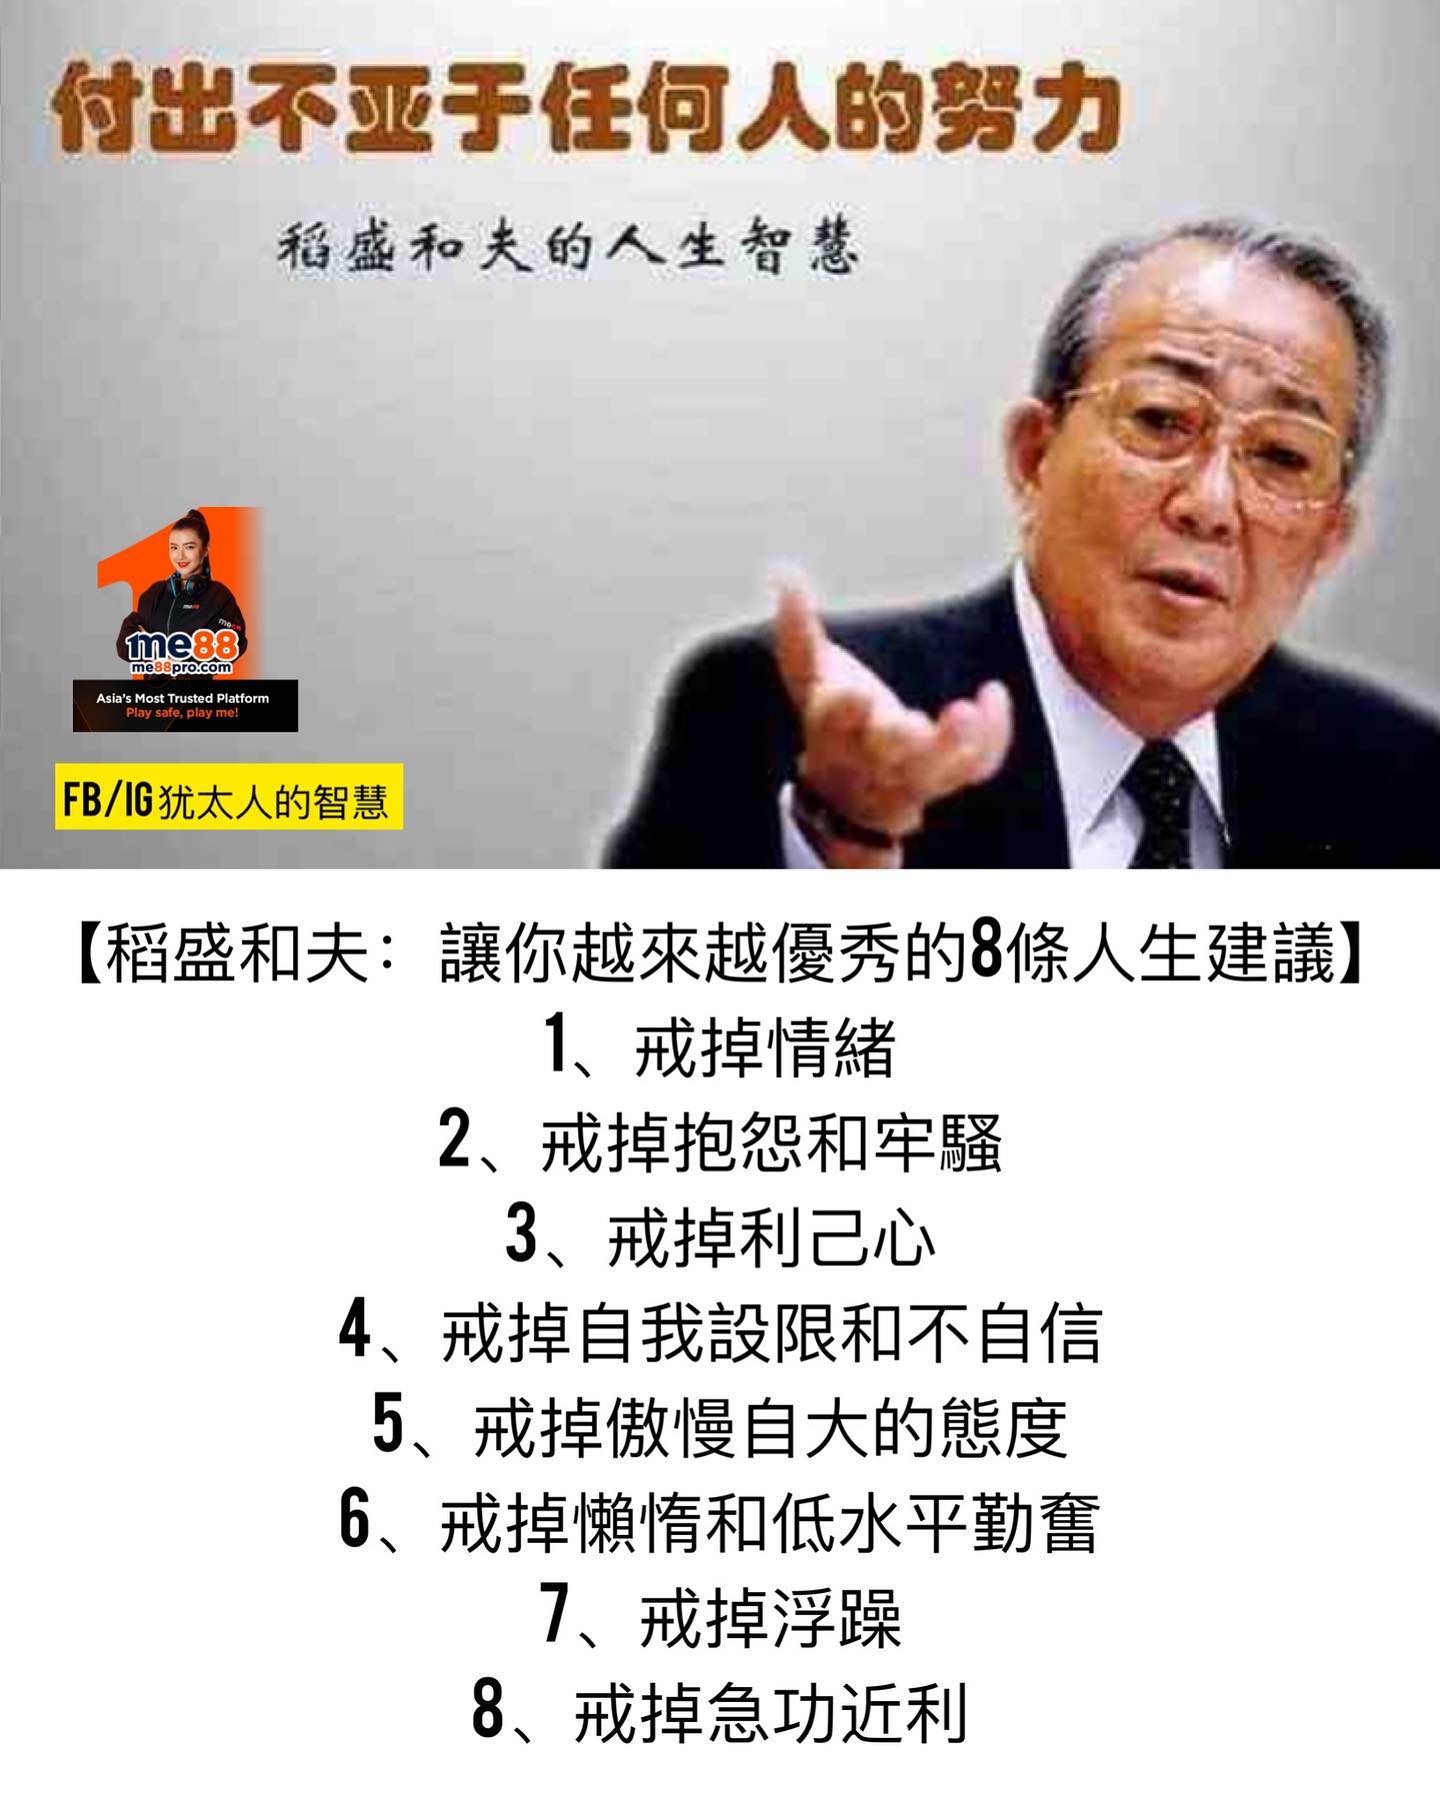 付出不亚于任何人的努力
稻盛和夫的人生智慧
me88
me88
1me88
me88pro.com
Asia's Most Trusted Platform
Play safe, play me!
FB/IG犹太人的智慧
【稻盛和夫：讓你越來越優秀的8條人生建議】
1、戒掉情緒
2、戒掉抱怨和牢騷
3、戒掉利己心
4、戒掉自我設限和不自信
5、戒掉傲慢自大的態度
6、戒掉懶惰和低水平勤奮
7、戒掉浮躁
8、戒掉急功近利